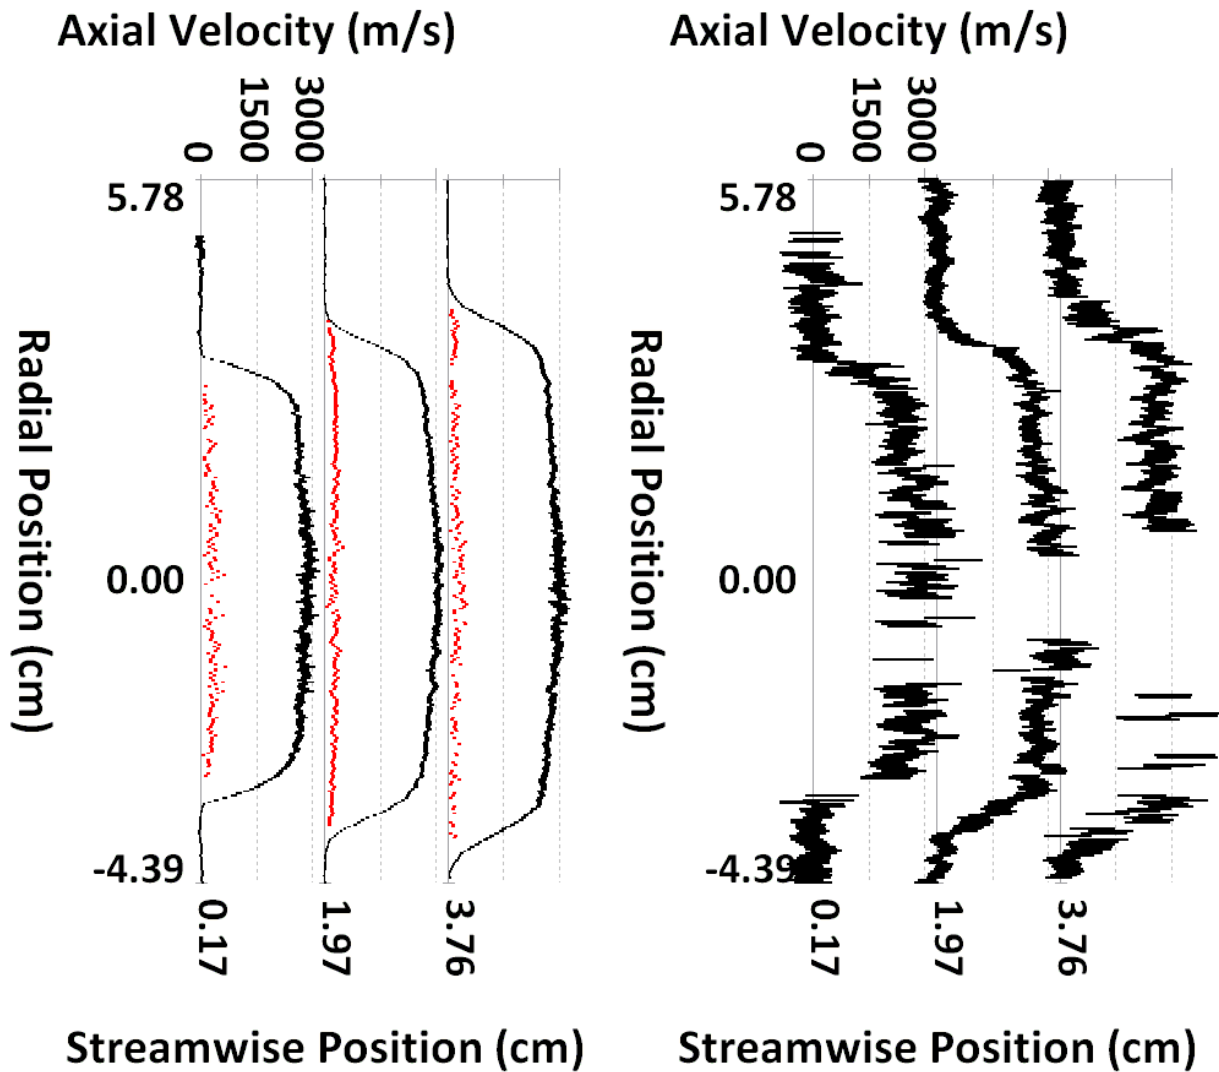 Axial Velocity (m/s)
0 1500 3000
5.78
0.00
-4.39
Radial Position (cm)
0.17 1.97 3.76
Streamwise Position (cm)
Axial Velocity (m/s)
0 1500 3000
5.78
0.00
-4.39
Radial Position (cm)
0.17 1.97 3.76
Streamwise Position (cm)